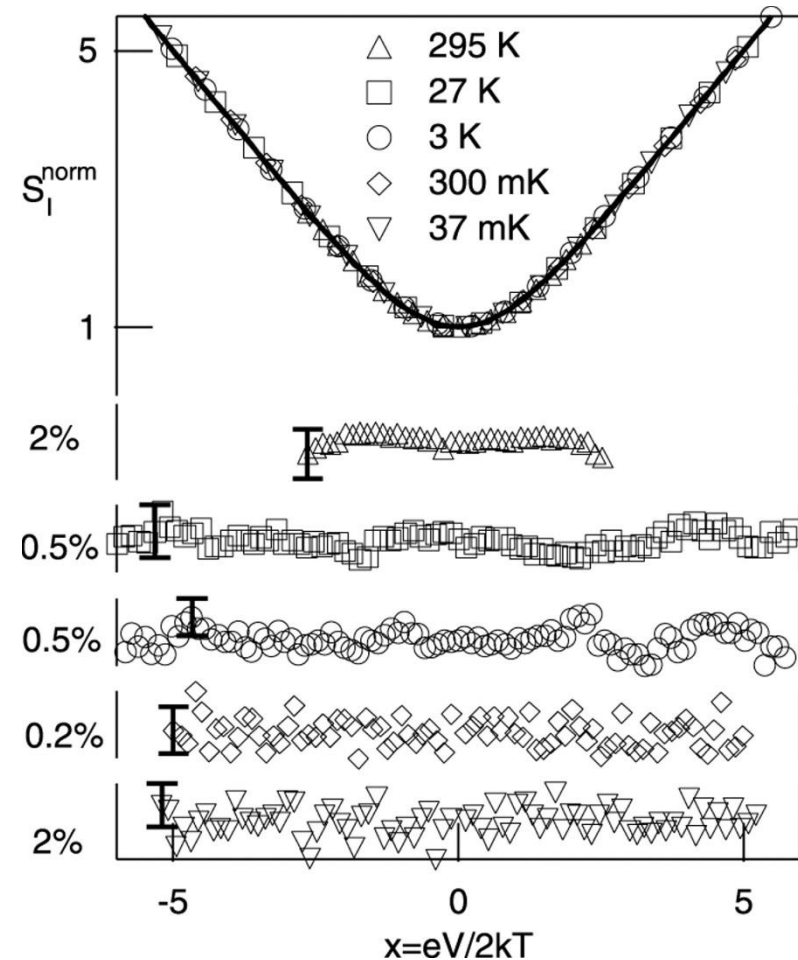 5
295 K
27 K
3 K
S_I^norm
300 mK
37 mK
1
2%
0.5%
0.5%
0.2%
2%
-5 0 5
x=eV/2kT